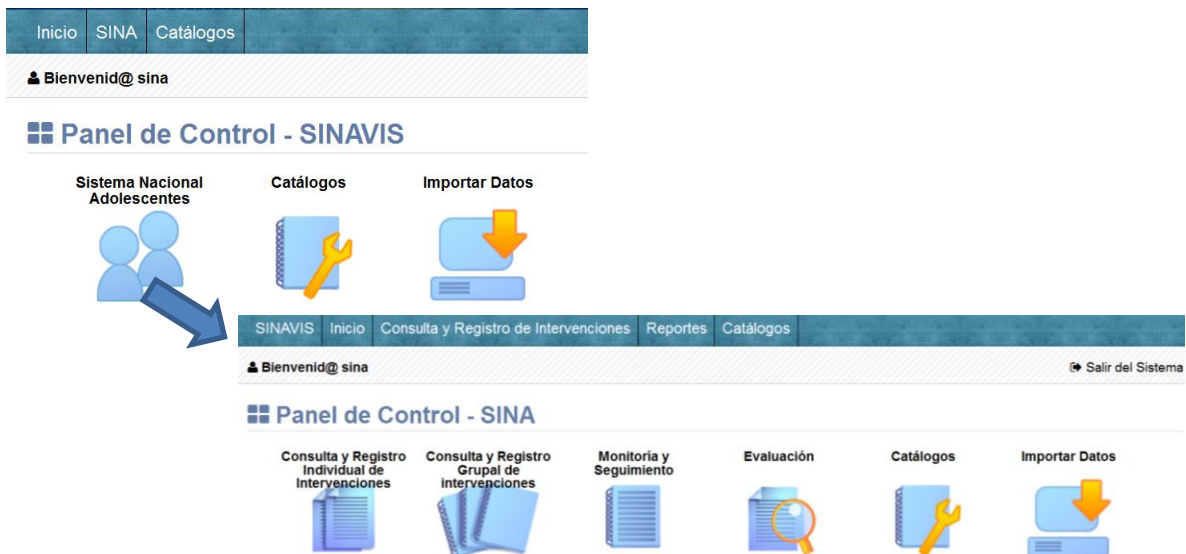 Inicio SINA Catálogos
Bienvenid@ sina
Panel de Control - SINAVIS
Sistema Nacional
Adolescentes
Catálogos
Importar Datos
SINAVIS Inicio Consulta y Registro de Intervenciones Reportes Catálogos
Bienvenid@ sina
Salir del Sistema
Panel de Control - SINA
Consulta y Registro
Individual de
Intervenciones
Consulta y Registro
Grupal de
intervenciones
Monitoria y
Seguimiento
Evaluación
Catálogos
Importar Datos